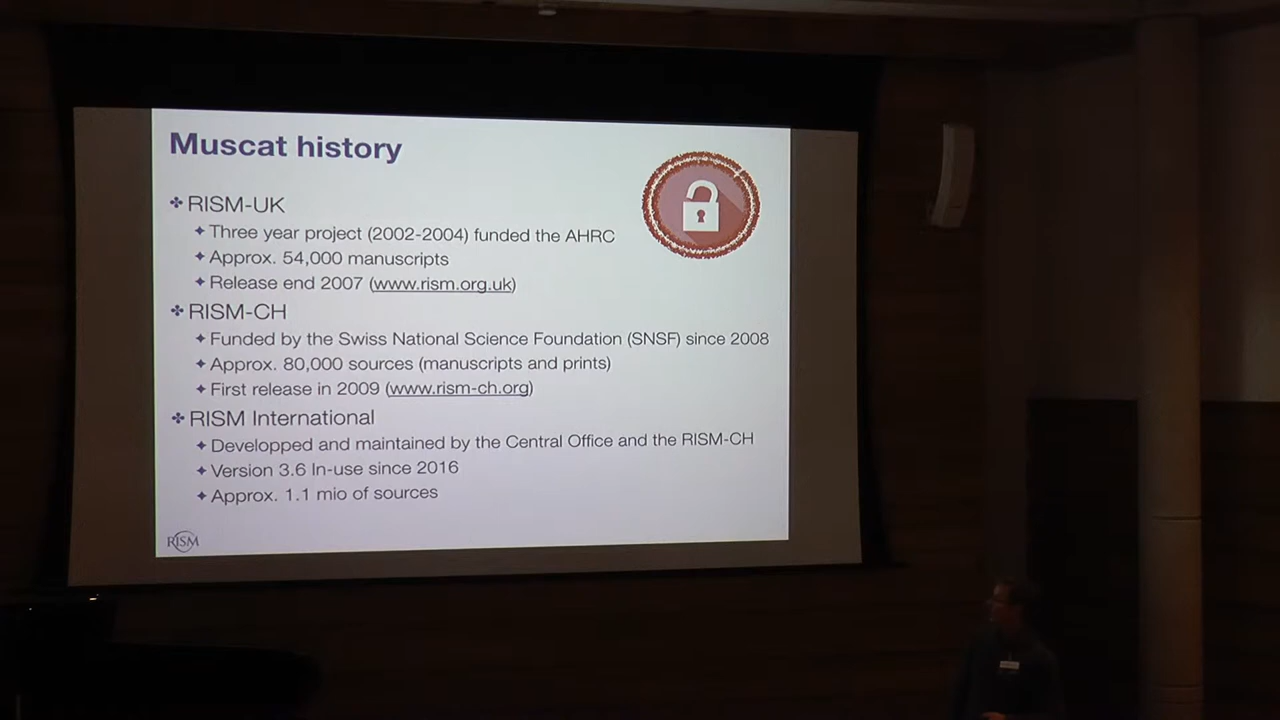 Muscat history
✤ RISM-UK
✦ Three year project (2002-2004) funded the AHRC
✦ Approx. 54,000 manuscripts
✦ Release end 2007 (www.rism.org.uk)
✤ RISM-CH
✦ Funded by the Swiss National Science Foundation (SNSF) since 2008
✦ Approx. 80,000 sources (manuscripts and prints)
✦ First release in 2009 (www.rism-ch.org)
✤ RISM International
✦ Developped and maintained by the Central Office and the RISM-CH
✦ Version 3.6 In-use since 2016
✦ Approx. 1.1 mio of sources
RISM